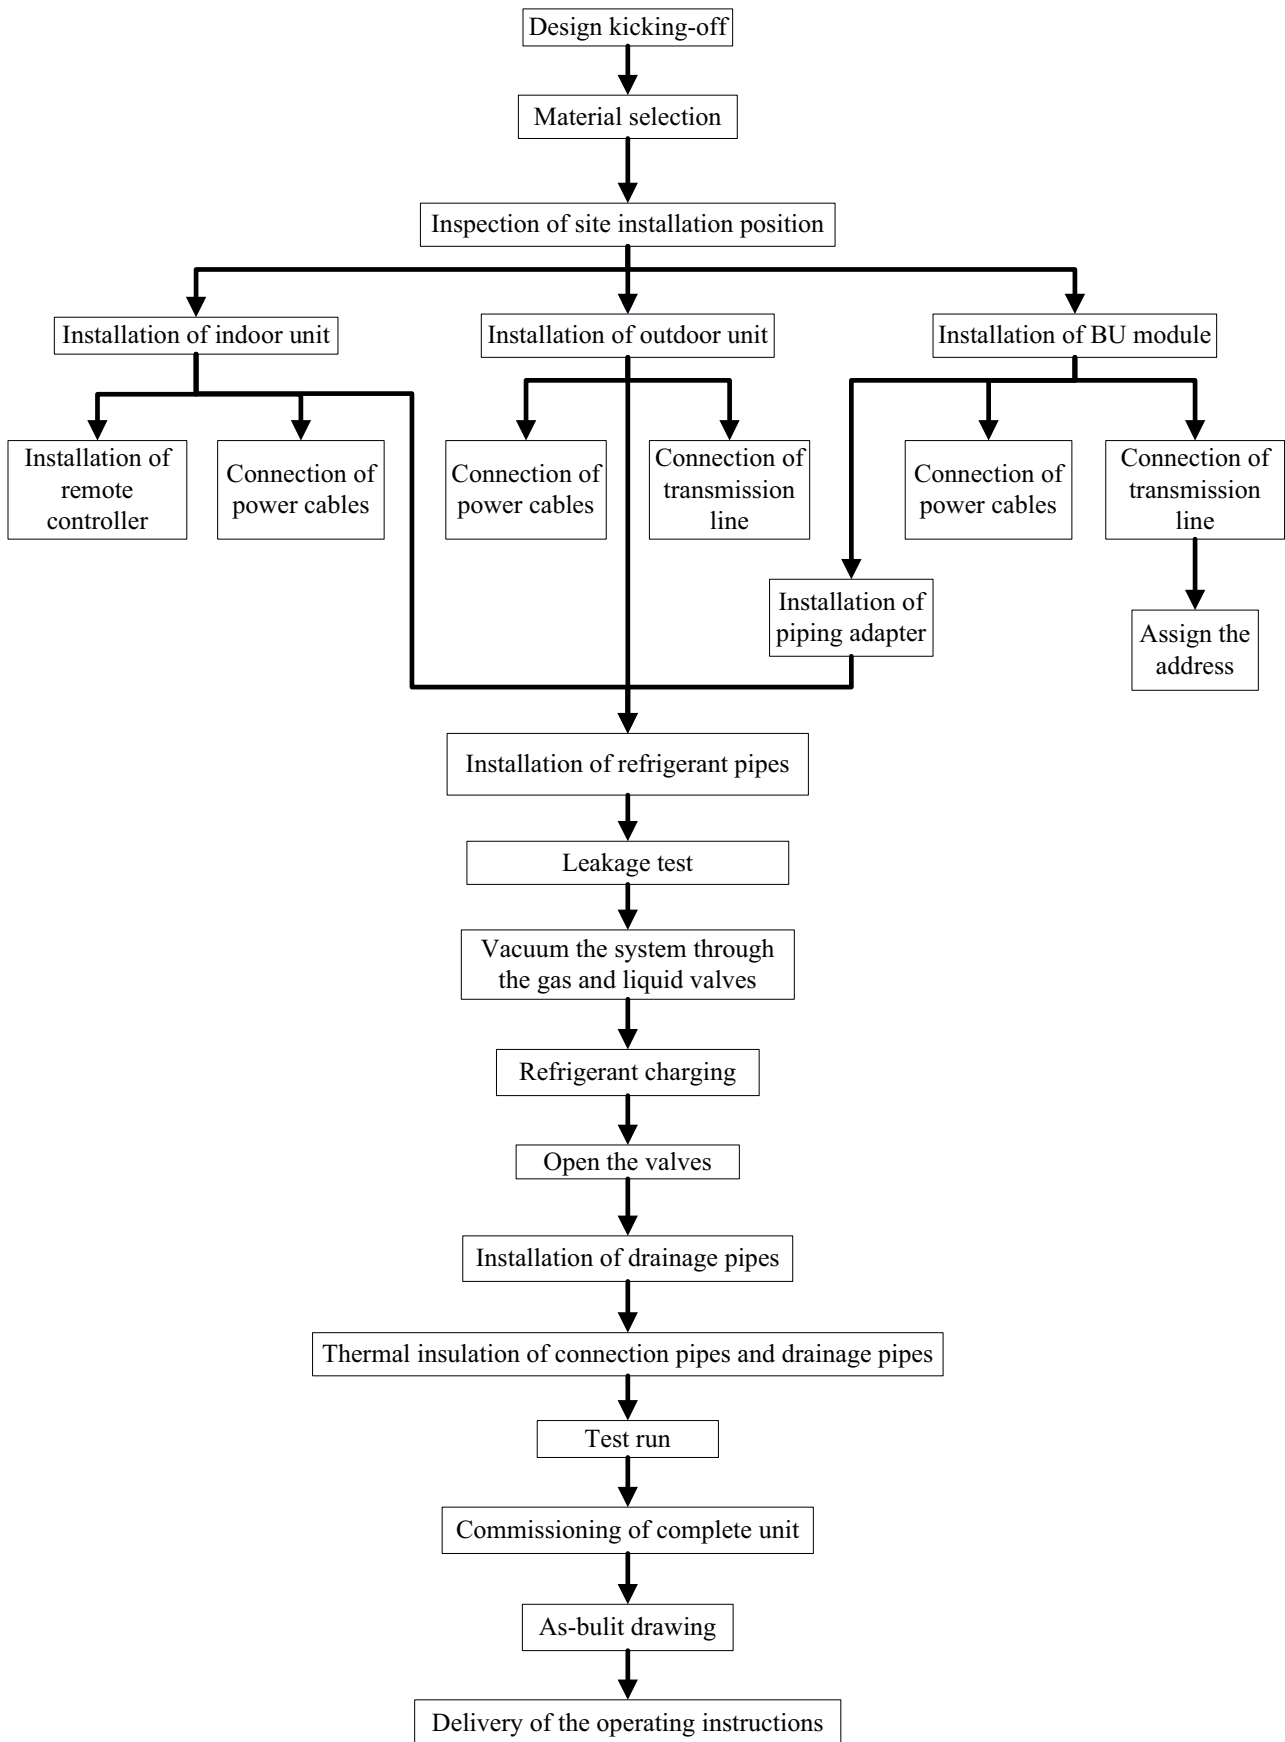 Design kicking-off
Material selection
Inspection of site installation position
Installation of indoor unit
Installation of outdoor unit
Installation of BU module
Installation of
remote
controller
Connection of
power cables
Connection of
power cables
Connection of
transmission
line
Connection of
power cables
Connection of
transmission
line
Installation of
piping adapter
Assign the
address
Installation of refrigerant pipes
Leakage test
Vacuum the system through
the gas and liquid valves
Refrigerant charging
Open the valves
Installation of drainage pipes
Thermal insulation of connection pipes and drainage pipes
Test run
Commissioning of complete unit
As-bulit drawing
Delivery of the operating instructions